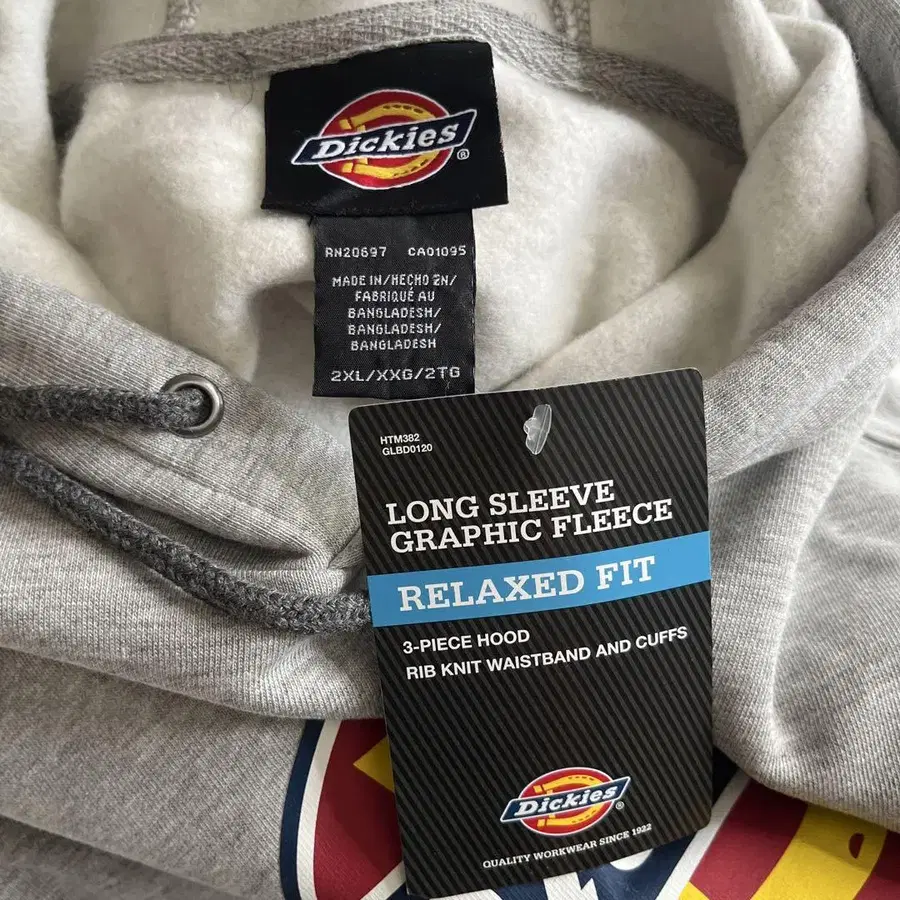 Dickies®
RN20697 CA01095
MADE IN/HECHO EN/
FABRIQUÉ AU
BANGLADESH/
BANGLADESH/
BANGLADESH
2XL/XXG/2TG
HTM382
GLBD0120
LONG SLEEVE
GRAPHIC FLEECE
RELAXED FIT
3-PIECE HOOD
RIB KNIT WAISTBAND AND CUFFS
Dickies®
QUALITY WORKWEAR SINCE 1922